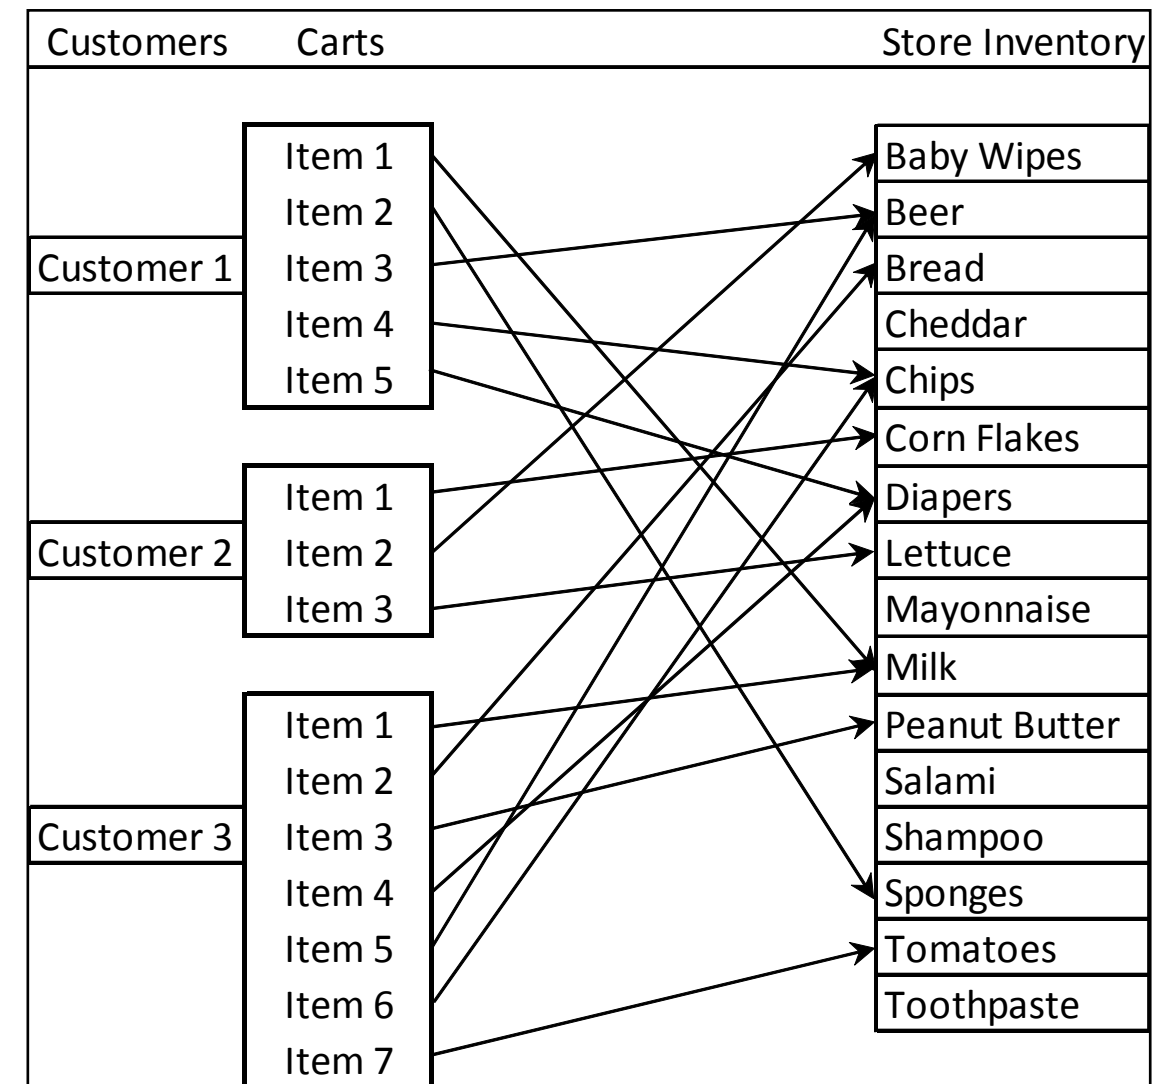 Customers Carts Store Inventory
Customer 1
Item 1
Item 2
Item 3
Item 4
Item 5
Customer 2
Item 1
Item 2
Item 3
Customer 3
Item 1
Item 2
Item 3
Item 4
Item 5
Item 6
Item 7
Baby Wipes
Beer
Bread
Cheddar
Chips
Corn Flakes
Diapers
Lettuce
Mayonnaise
Milk
Peanut Butter
Salami
Shampoo
Sponges
Tomatoes
Toothpaste